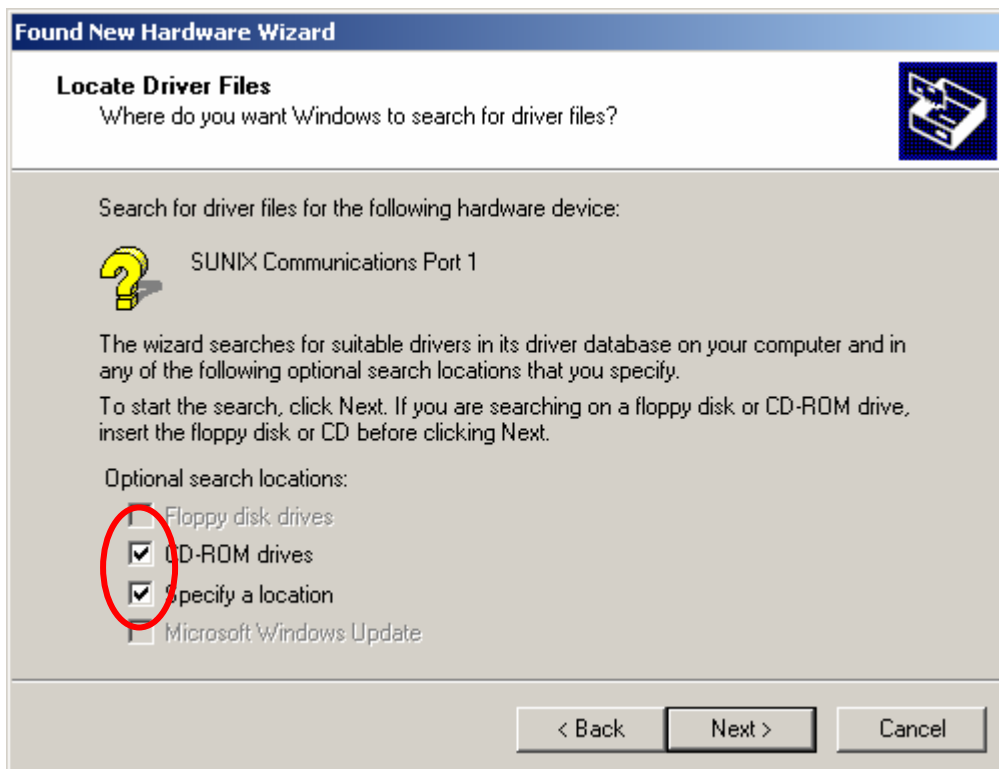 Found New Hardware Wizard
Locate Driver Files
Where do you want Windows to search for driver files?
Search for driver files for the following hardware device:
SUNIX Communications Port 1
The wizard searches for suitable drivers in its driver database on your computer and in
any of the following optional search locations that you specify.
To start the search, click Next. If you are searching on a floppy disk or CD-ROM drive,
insert the floppy disk or CD before clicking Next.
Optional search locations:
Floppy disk drives
CD-ROM drives
Specify a location
Microsoft Windows Update
< Back Next > Cancel